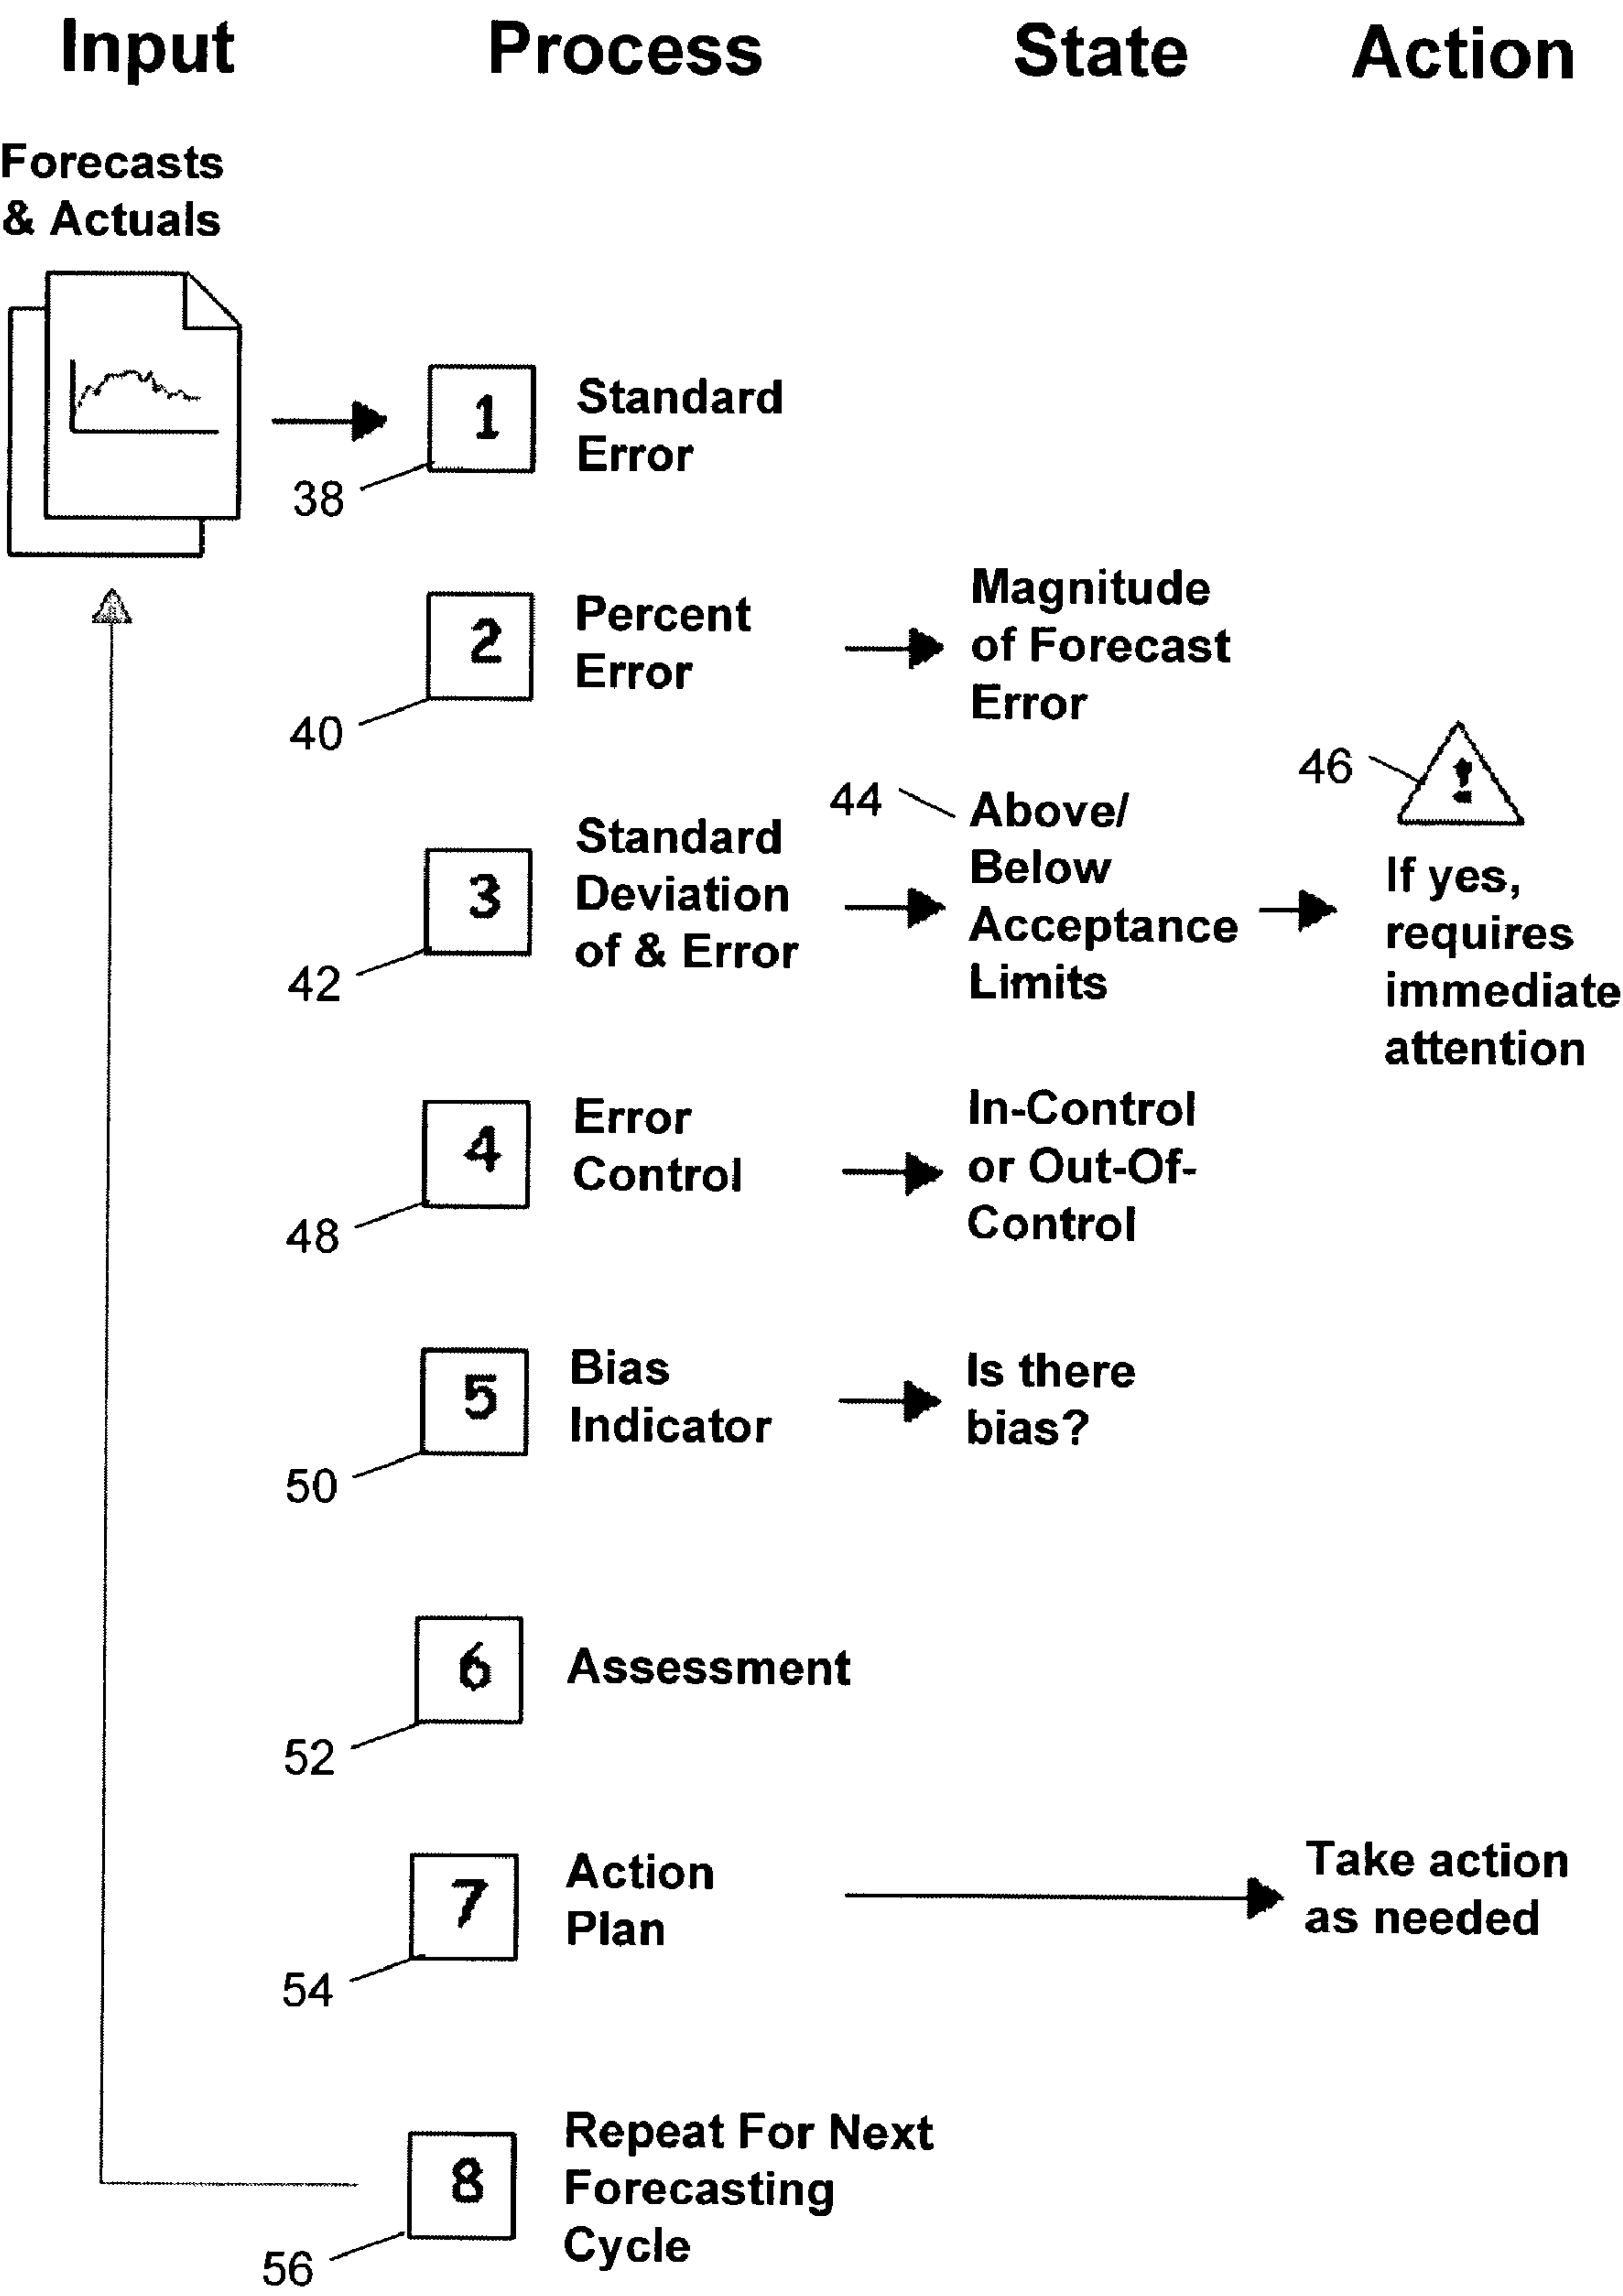 Input Process State Action
Forecasts
& Actuals
1
Standard
Error
38
2
Percent
Error
40
Magnitude
of Forecast
Error
3
Standard
Deviation
of & Error
42
44
Above/
Below
Acceptance
Limits
46
!
If yes,
requires
immediate
attention
4
Error
Control
48
In-Control
or Out-Of-
Control
5
Bias
Indicator
50
Is there
bias?
6
Assessment
52
7
Action
Plan
54
Take action
as needed
8
Repeat For Next
Forecasting
Cycle
56